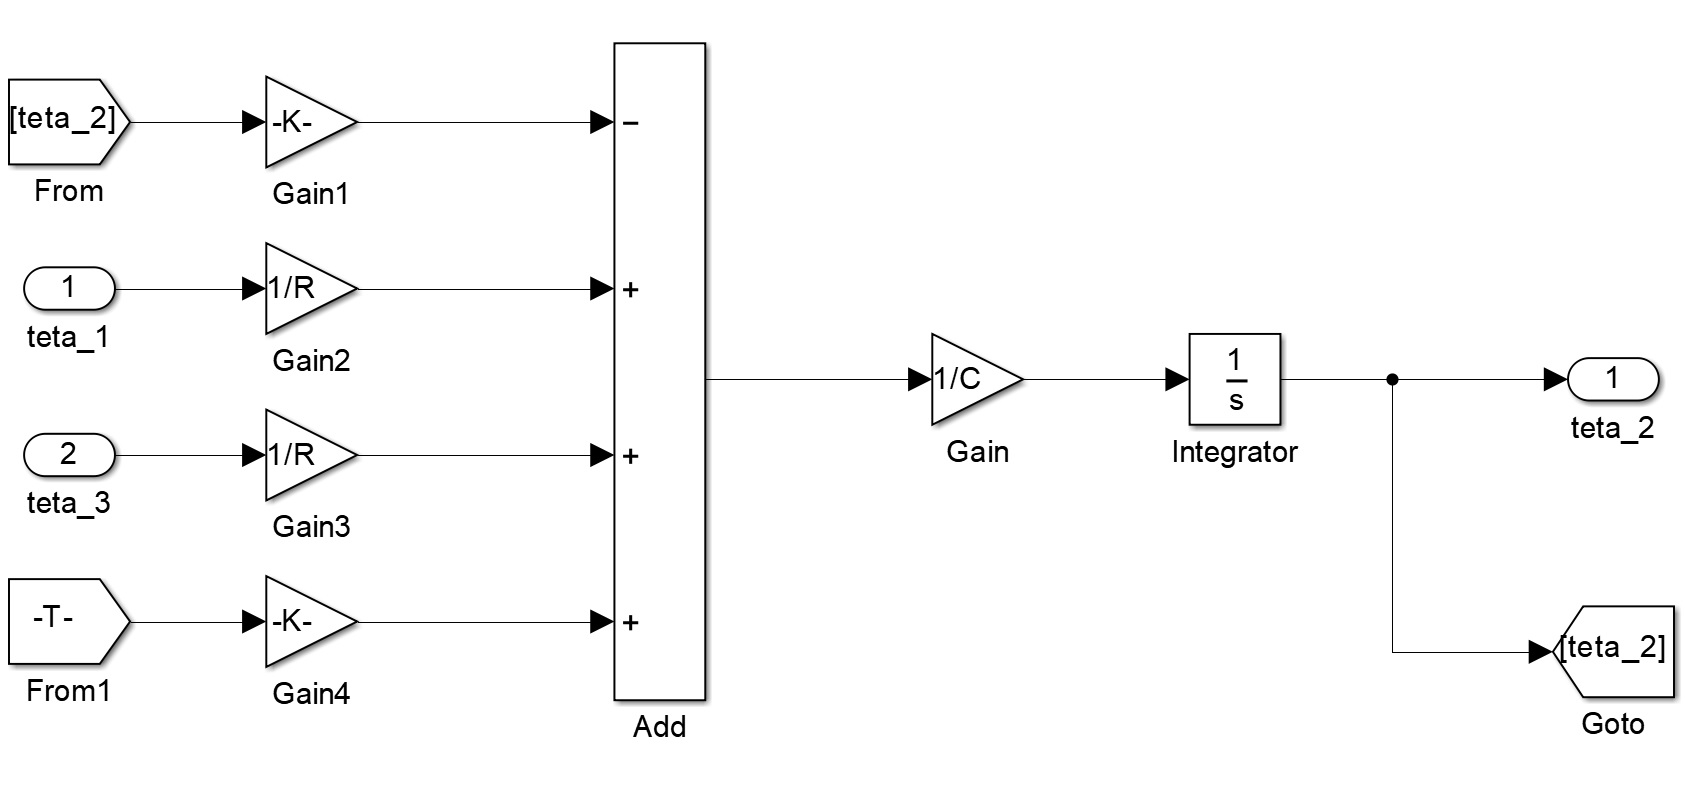 [teta_2]
From
-K-
Gain1
−
1
teta_1
1/R
Gain2
+
2
teta_3
1/R
Gain3
+
-T-
From1
-K-
Gain4
+
Add
1/C
Gain
1
s
Integrator
1
teta_2
[teta_2]
Goto